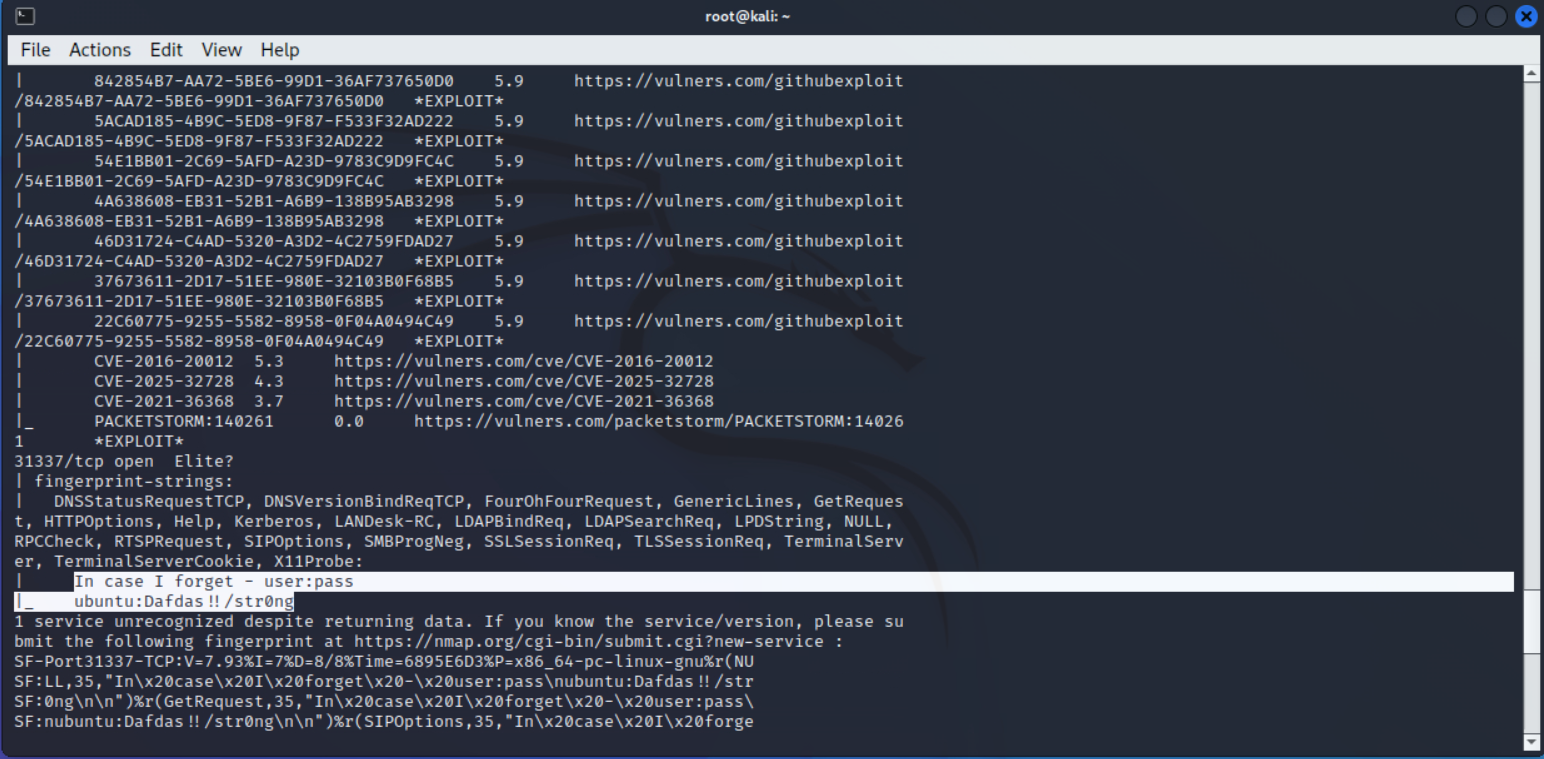 root@kali: ~
File Actions Edit View Help
|       842854B7-AA72-5BE6-99D1-36AF737650D0    5.9     https://vulners.com/githubexploit
/842854B7-AA72-5BE6-99D1-36AF737650D0   *EXPLOIT*
|       5ACAD185-4B9C-5ED8-9F87-F533F32AD222    5.9     https://vulners.com/githubexploit
/5ACAD185-4B9C-5ED8-9F87-F533F32AD222   *EXPLOIT*
|       54E1BB01-2C69-5AFD-A23D-9783C9D9FC4C    5.9     https://vulners.com/githubexploit
/54E1BB01-2C69-5AFD-A23D-9783C9D9FC4C   *EXPLOIT*
|       4A638608-EB31-52B1-A6B9-138B95AB3298    5.9     https://vulners.com/githubexploit
/4A638608-EB31-52B1-A6B9-138B95AB3298   *EXPLOIT*
|       46D31724-C4AD-5320-A3D2-4C2759FDAD27    5.9     https://vulners.com/githubexploit
/46D31724-C4AD-5320-A3D2-4C2759FDAD27   *EXPLOIT*
|       37673611-2D17-51EE-980E-32103B0F68B5    5.9     https://vulners.com/githubexploit
/37673611-2D17-51EE-980E-32103B0F68B5   *EXPLOIT*
|       22C60775-9255-5582-8958-0F04A0494C49    5.9     https://vulners.com/githubexploit
/22C60775-9255-5582-8958-0F04A0494C49   *EXPLOIT*
|       CVE-2016-20012  5.3     https://vulners.com/cve/CVE-2016-20012
|       CVE-2025-32728  4.3     https://vulners.com/cve/CVE-2025-32728
|       CVE-2021-36368  3.7     https://vulners.com/cve/CVE-2021-36368
|_      PACKETSTORM:140261      0.0     https://vulners.com/packetstorm/PACKETSTORM:14026
1       *EXPLOIT*
31337/tcp open  Elite?
| fingerprint-strings:
|   DNSStatusRequestTCP, DNSVersionBindReqTCP, FourOhFourRequest, GenericLines, GetReques
t, HTTPOptions, Help, Kerberos, LANDesk-RC, LDAPBindReq, LDAPSearchReq, LPDString, NULL,
RPCCheck, RTSPRequest, SIPOptions, SMBProgNeg, SSLSessionReq, TLSSessionReq, TerminalServ
er, TerminalServerCookie, X11Probe:
|     In case I forget - user:pass
|_    ubuntu:Dafdas!!/str0ng
1 service unrecognized despite returning data. If you know the service/version, please su
bmit the following fingerprint at https://nmap.org/cgi-bin/submit.cgi?new-service :
SF-Port31337-TCP:V=7.93%I=7%D=8/8%Time=6895E6D3%P=x86_64-pc-linux-gnu%r(NU
SF:LL,35,"In\x20case\x20I\x20forget\x20-\x20user:pass\nubuntu:Dafdas!!/str
SF:0ng\n\n")%r(GetRequest,35,"In\x20case\x20I\x20forget\x20-\x20user:pass\
SF:nubuntu:Dafdas!!/str0ng\n\n")%r(SIPOptions,35,"In\x20case\x20I\x20forge